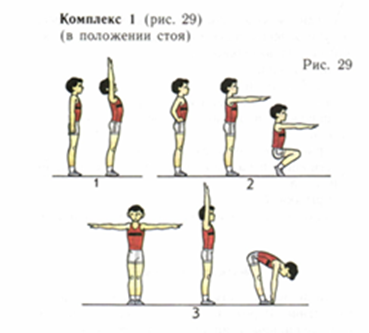 Комплекс 1 (рис. 29)
(в положении стоя)
Рис. 29
1
2
3